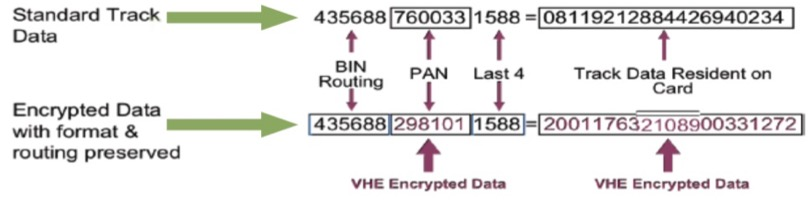 Standard Track
Data
435688 760033 1588 = 08119212884426940234
BIN
Routing
PAN
Last 4
Track Data Resident on
Card
Encrypted Data
with format &
routing preserved
435688 298101 1588 = 200117632108900331272
VHE Encrypted Data
VHE Encrypted Data